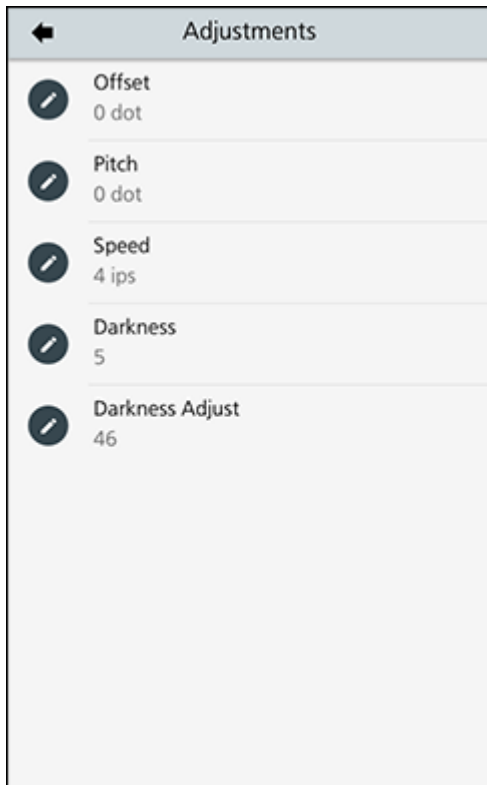 Adjustments
Offset
0 dot
Pitch
0 dot
Speed
4 ips
Darkness
5
Darkness Adjust
46